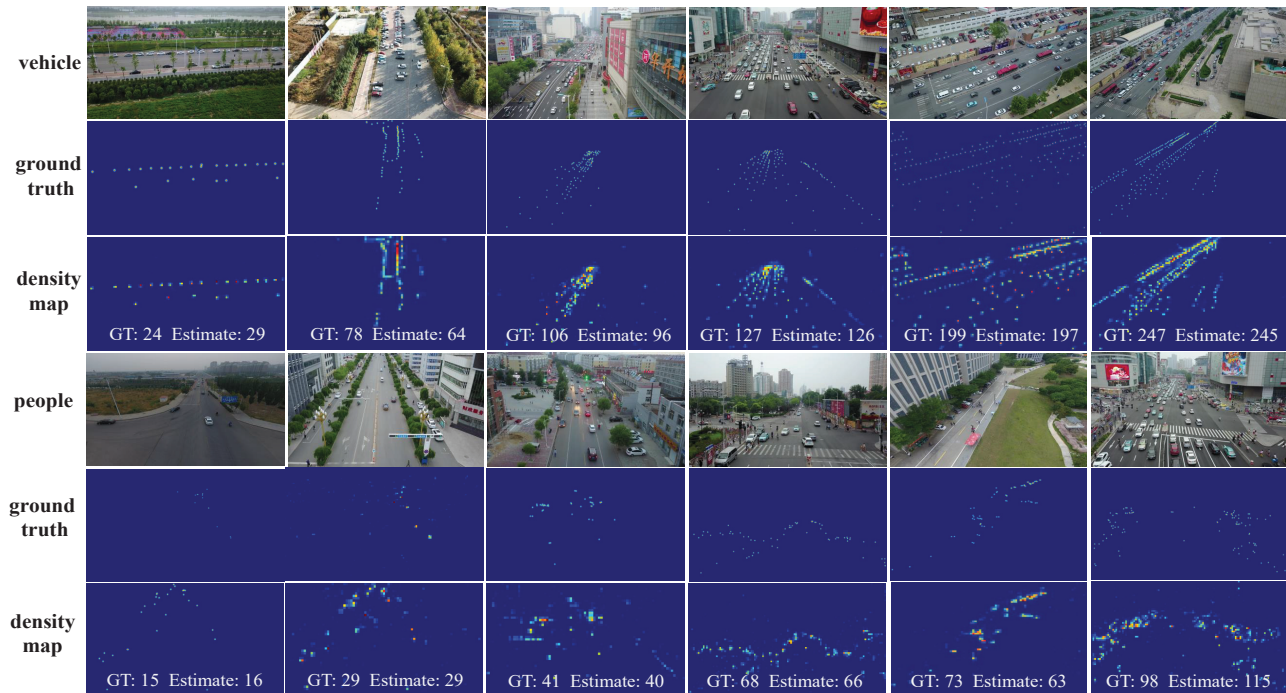 vehicle
ground
truth
density
map
GT: 24 Estimate: 29
GT: 78 Estimate: 64
GT: 106 Estimate: 96
GT: 127 Estimate: 126
GT: 199 Estimate: 197
GT: 247 Estimate: 245
people
ground
truth
density
map
GT: 15 Estimate: 16
GT: 29 Estimate: 29
GT: 41 Estimate: 40
GT: 68 Estimate: 66
GT: 73 Estimate: 63
GT: 98 Estimate: 115